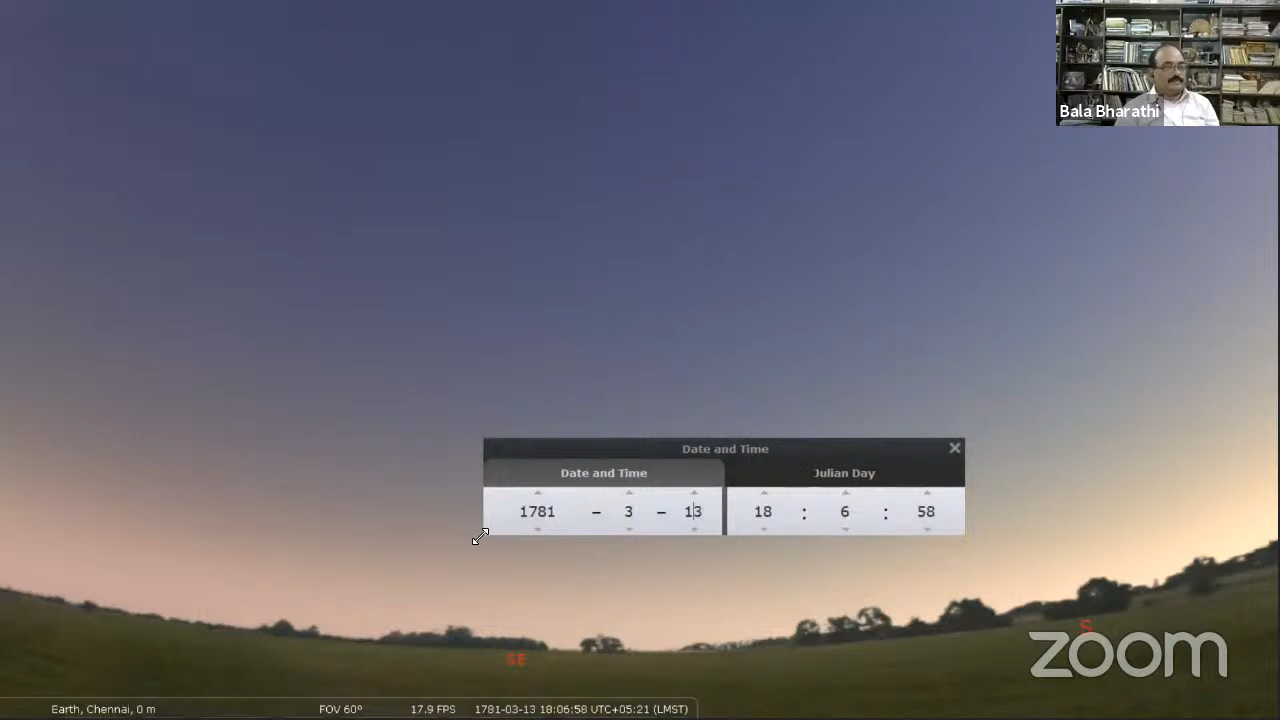 Bala Bharathi
Date and Time
Date and Time
Julian Day
1781 - 3 - 13 18 : 6 : 58
SE
S
zoom
Earth, Chennai, 0 m FOV 60° 17.9 FPS 1781-03-13 18:06:58 UTC+05:21 (LMST)